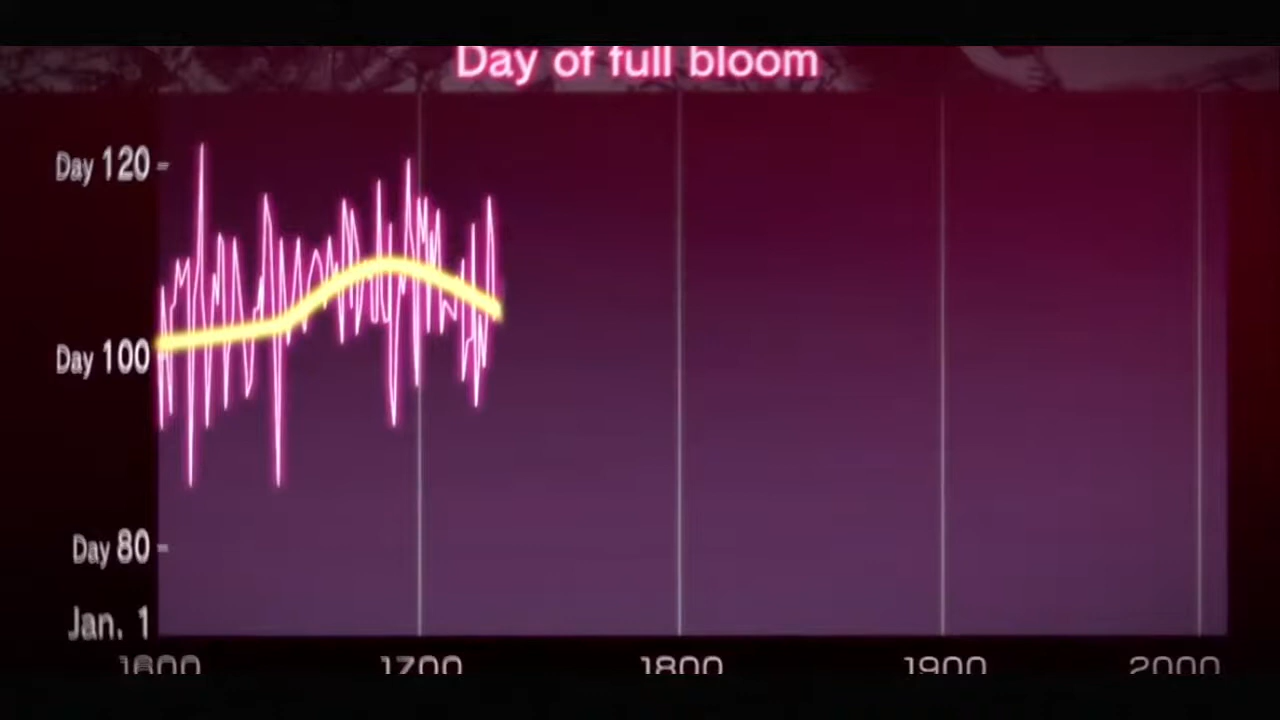 Day of full bloom
Day 120
Day 100
Day 80
Jan. 1
1600 1700 1800 1900 2000